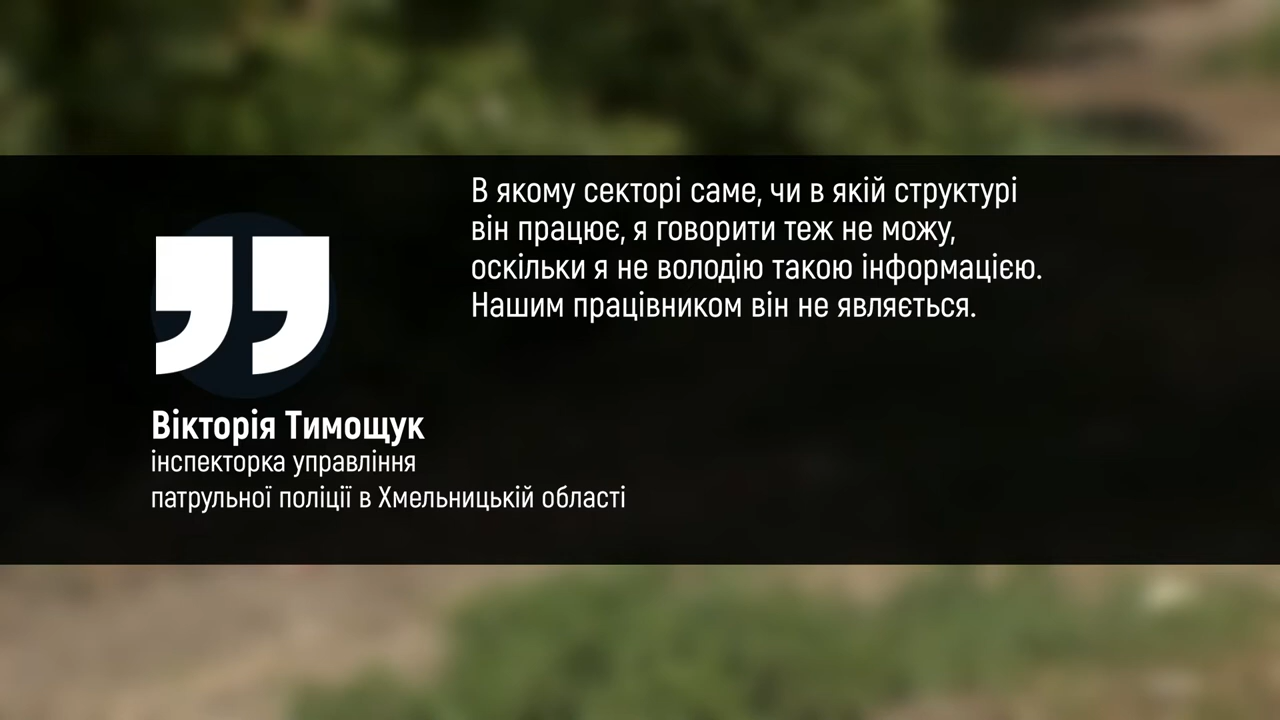 В якому секторі саме, чи в якій структурі
він працює, я говорити теж не можу,
оскільки я не володію такою інформацією.
Нашим працівником він не являється.
Вікторія Тимощук
інспекторка управління
патрульної поліції в Хмельницькій області